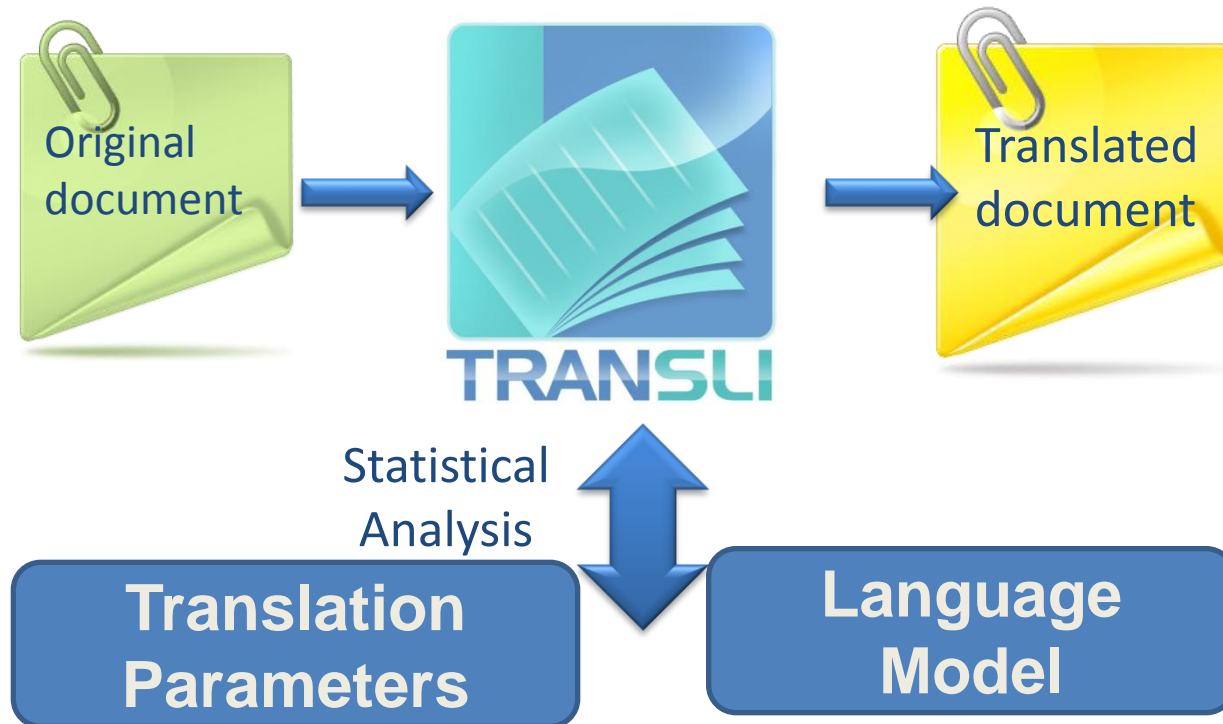 Original
document
Translated
document
TRANSLI
Statistical
Analysis
Translation
Parameters
Language
Model